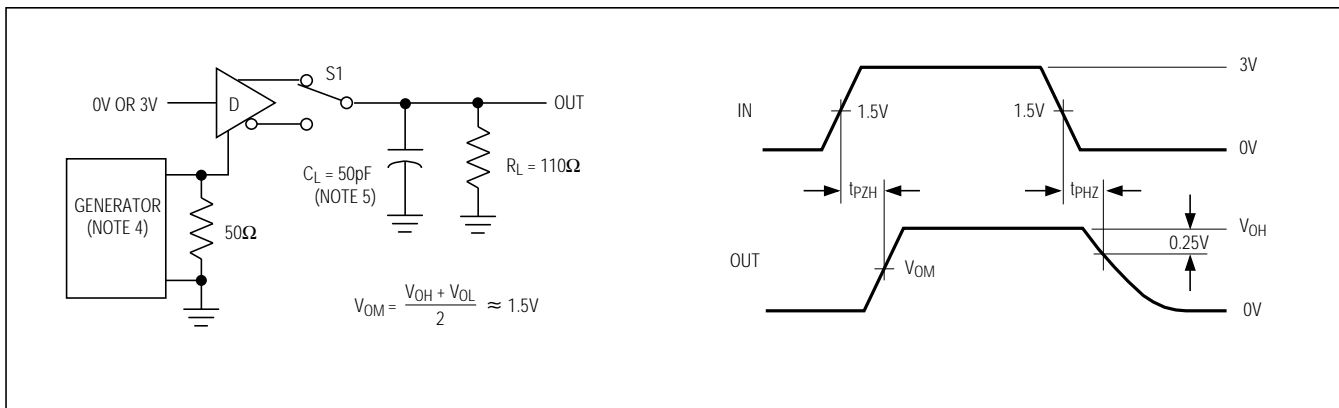 S1
0V OR 3V
D
OUT
GENERATOR
(NOTE 4)
50Ω
C_L = 50pF
(NOTE 5)
R_L = 110Ω
V_OM = V_OH + V_OL / 2 ≈ 1.5V
IN
3V
1.5V
1.5V
0V
t_PZH
t_PHZ
OUT
V_OM
V_OH
0.25V
0V